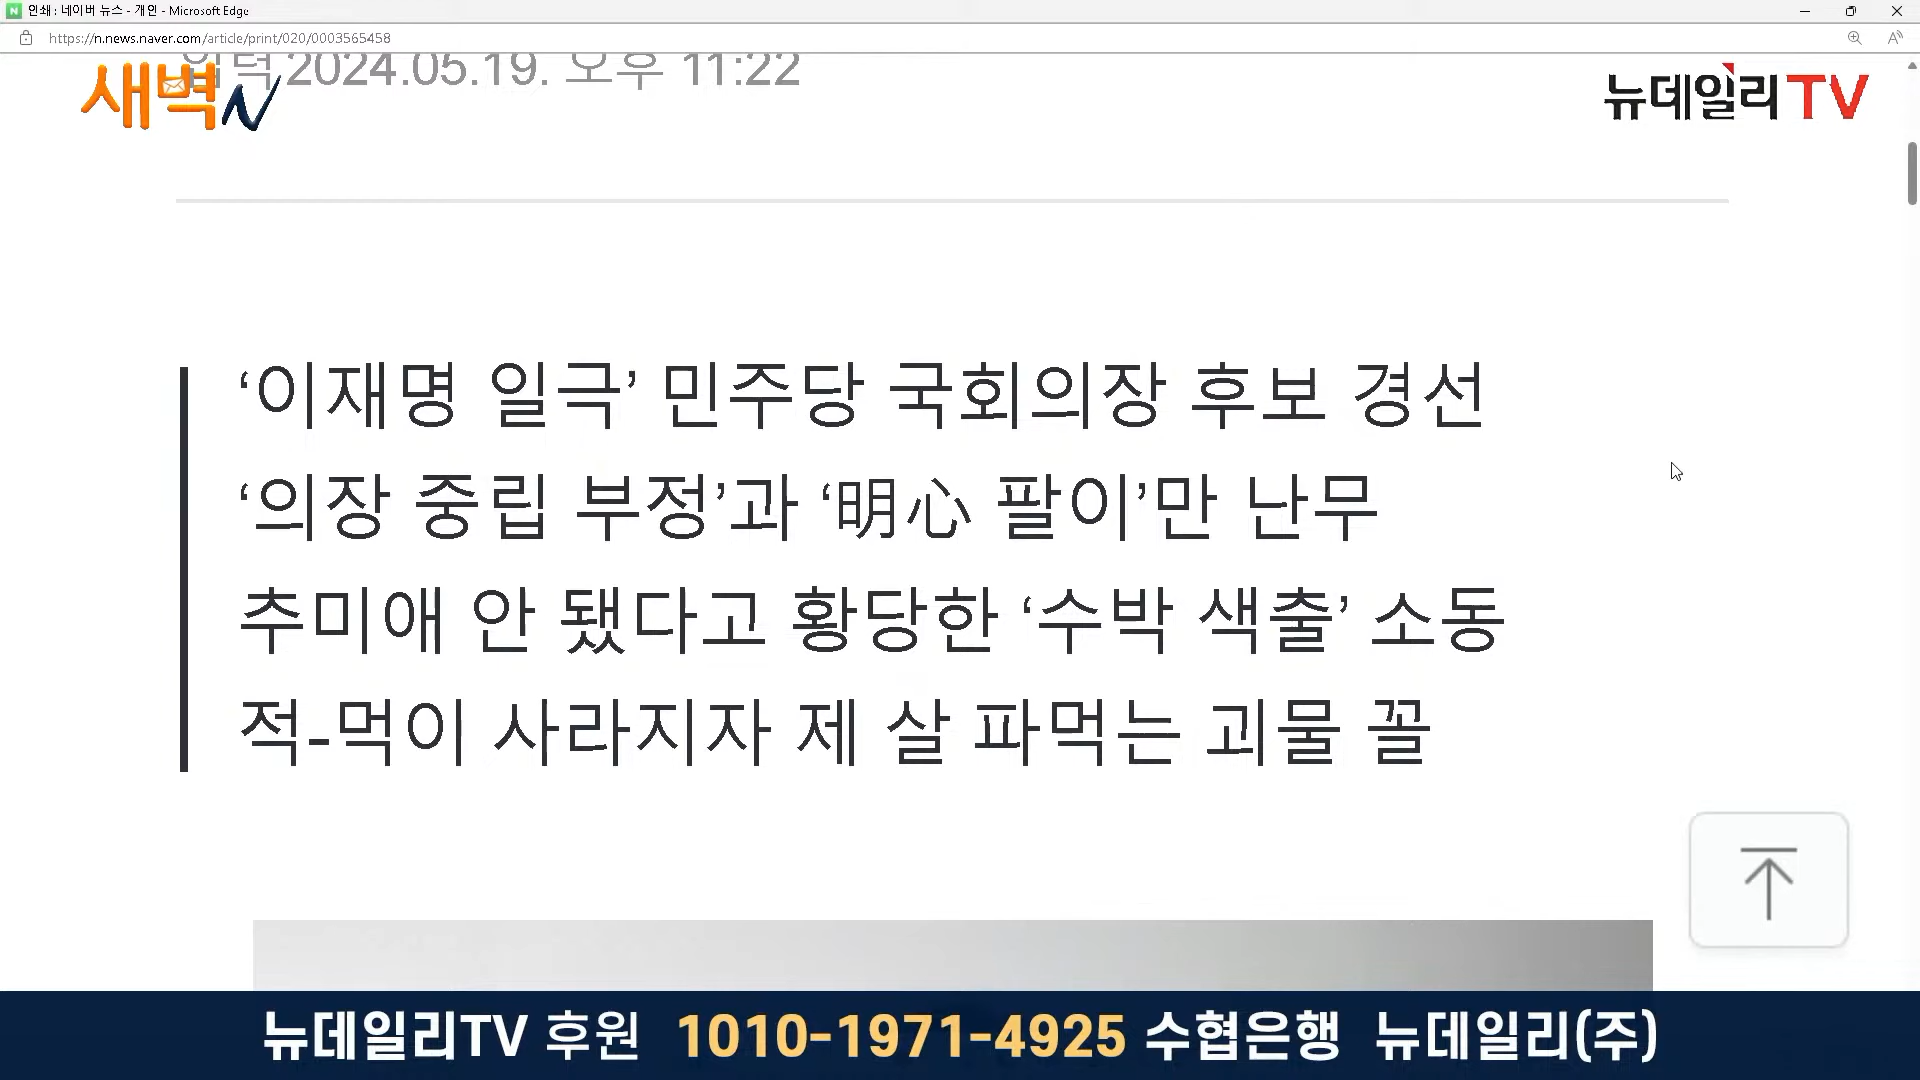 인쇄 : 네이버 뉴스 - 개인 - Microsoft Edge
https://n.news.naver.com/article/print/020/0003565458
입력 2024.05.19. 오후 11:22
새벽N
뉴데일리TV
‘이재명 일극’ 민주당 국회의장 후보 경선
‘의장 중립 부정’과 ‘明心 팔이’만 난무
추미애 안 됐다고 황당한 ‘수박 색출’ 소동
적-먹이 사라지자 제 살 파먹는 괴물 꼴
뉴데일리TV 후원 1010-1971-4925 수협은행 뉴데일리(주)